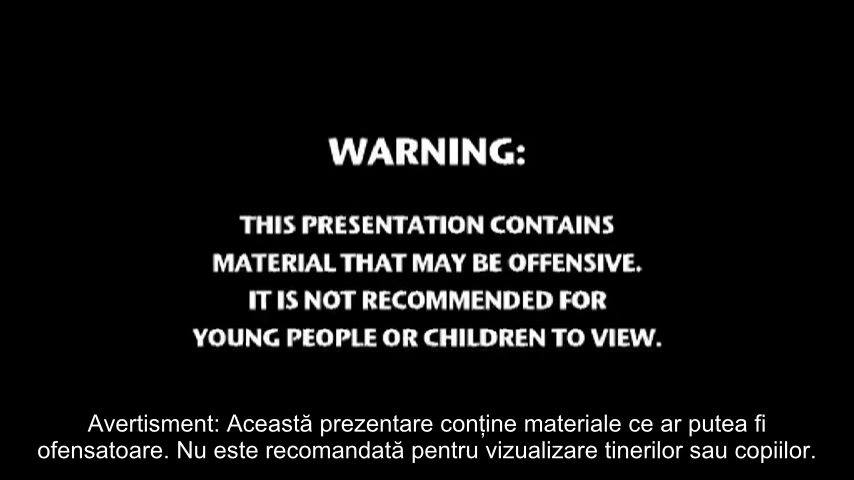 WARNING:
THIS PRESENTATION CONTAINS
MATERIAL THAT MAY BE OFFENSIVE.
IT IS NOT RECOMMENDED FOR
YOUNG PEOPLE OR CHILDREN TO VIEW.
Avertisment: Această prezentare conține materiale ce ar putea fi
ofensatoare. Nu este recomandată pentru vizualizare tinerilor sau copiilor.